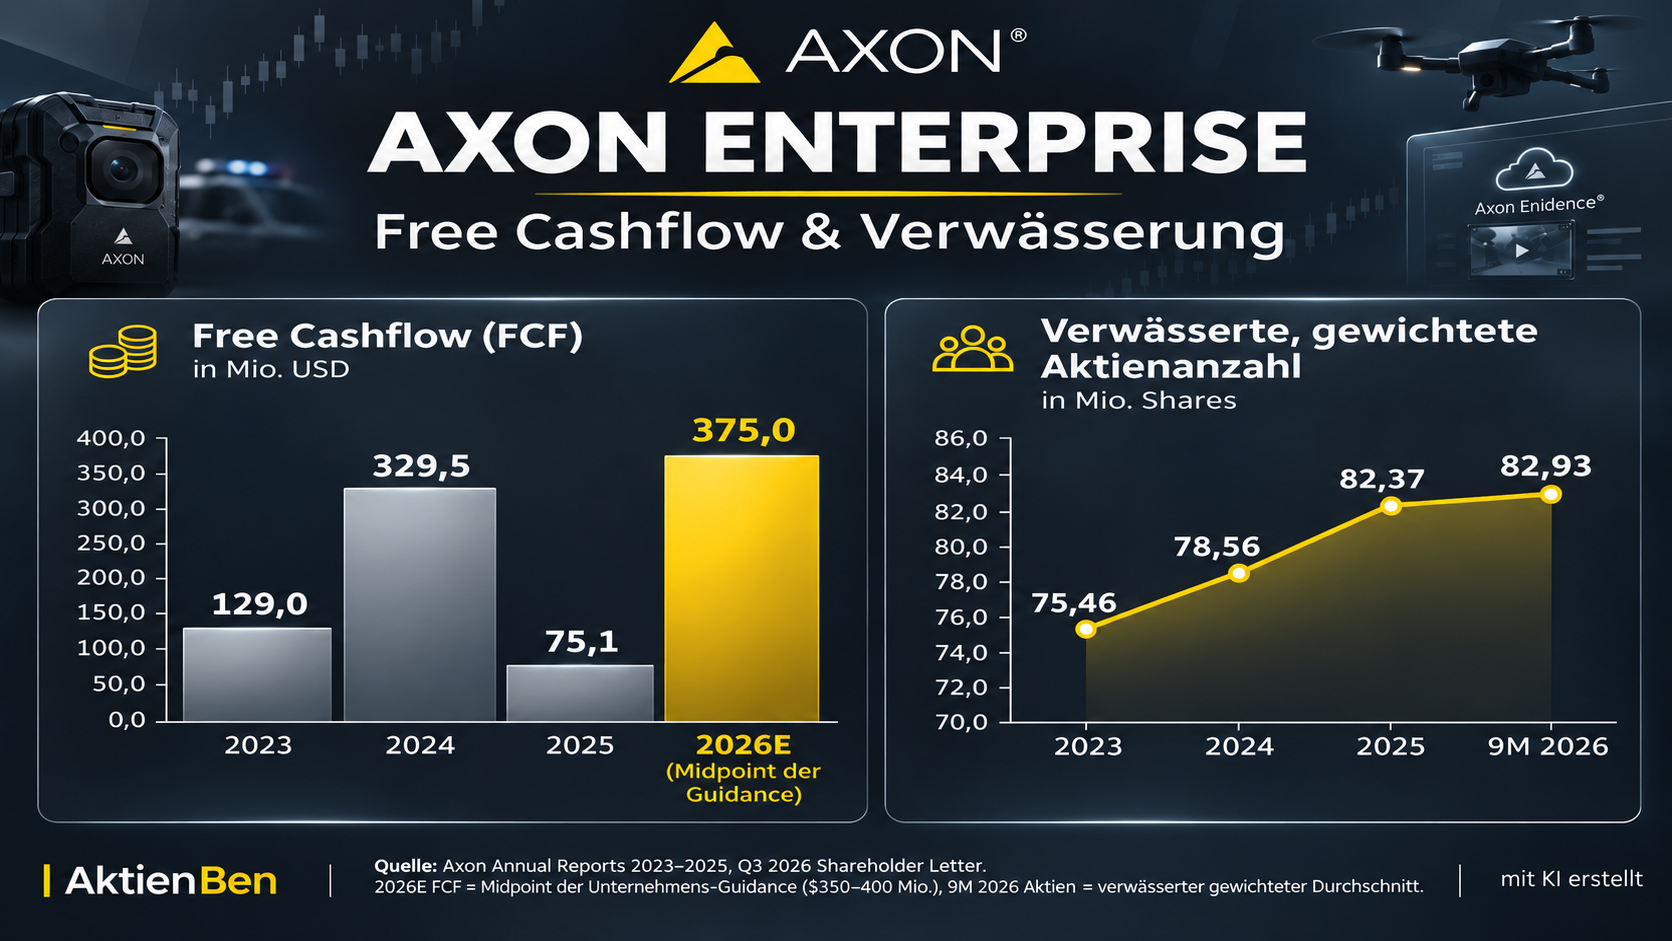 AXON®
AXON ENTERPRISE
Free Cashflow & Verwässerung
AXON
Axon Enidence®
Free Cashflow (FCF)
in Mio. USD
400,0
350,0
300,0
250,0
200,0
150,0
100,0
50,0
0,0
129,0
329,5
75,1
375,0
2023
2024
2025
2026E
(Midpoint der
Guidance)
Verwässerte, gewichtete
Aktienanzahl
in Mio. Shares
86,0
84,0
82,0
80,0
78,0
76,0
74,0
72,0
70,0
75,46
78,56
82,37
82,93
2023
2024
2025
9M 2026
AktienBen
Quelle: Axon Annual Reports 2023–2025, Q3 2026 Shareholder Letter.
2026E FCF = Midpoint der Unternehmens-Guidance ($350–400 Mio.), 9M 2026 Aktien = verwässerter gewichteter Durchschnitt.
mit KI erstellt